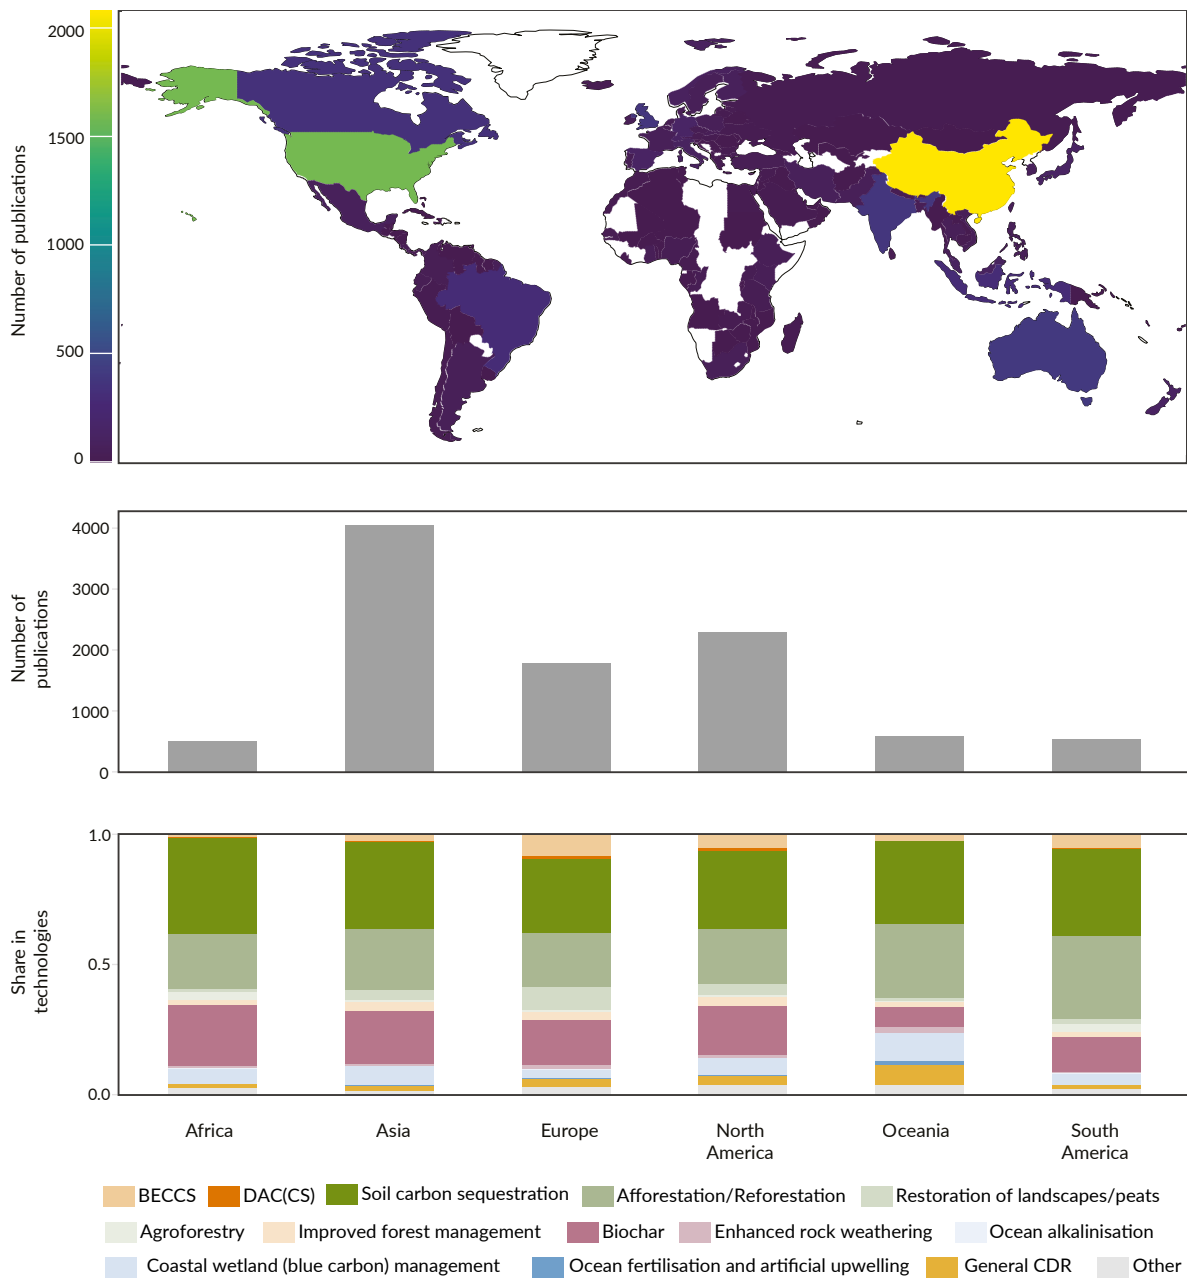 2000
1500
1000
500
0
Number of publications
4000
3000
2000
1000
0
Number of
publications
1.0
0.5
0.0
Share in
technologies
Africa
Asia
Europe
North
America
Oceania
South
America
BECCS
DAC(CS)
Soil carbon sequestration
Afforestation/Reforestation
Restoration of landscapes/peats
Agroforestry
Improved forest management
Biochar
Enhanced rock weathering
Ocean alkalinisation
Coastal wetland (blue carbon) management
Ocean fertilisation and artificial upwelling
General CDR
Other